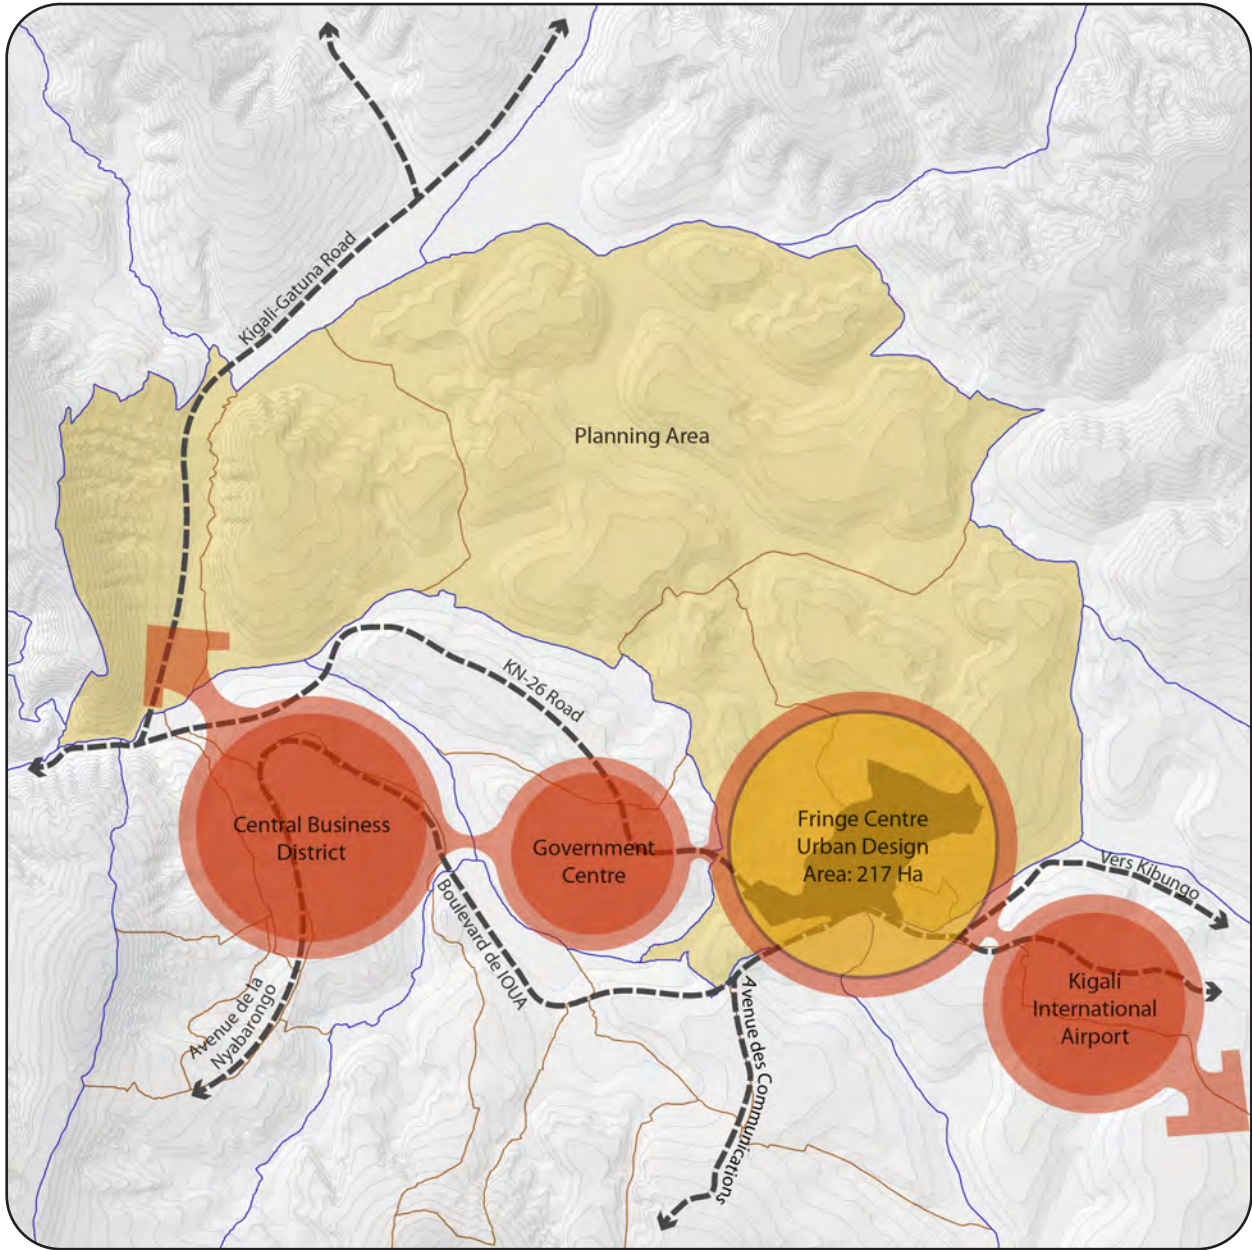 Kigali-Gatuna Road
Planning Area
KN-26 Road
Central Business
District
Government
Centre
Fringe Centre
Urban Design
Area: 217 Ha
Vers Kibungo
Boulevard de lOUA
Avenue de la
Nyabarongo
Avenue des Communications
Kigali
International
Airport